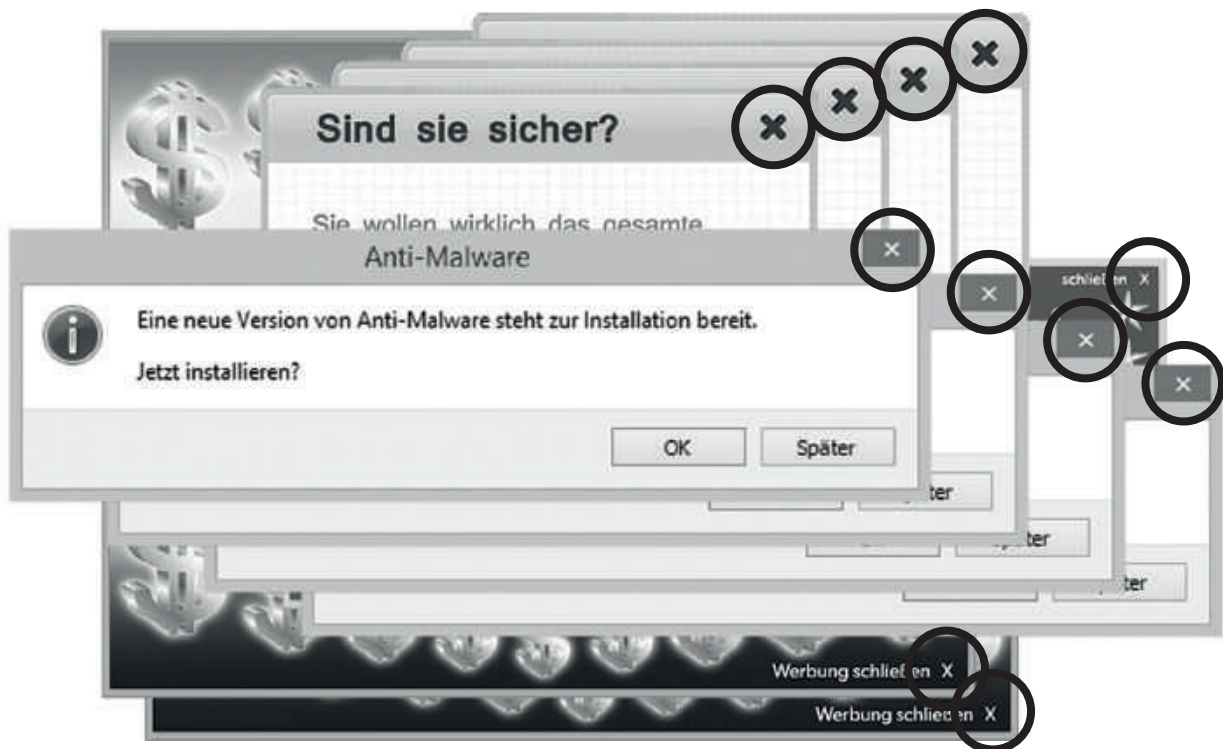 Sind sie sicher?
Sie wollen wirklich das gesamte
Anti-Malware
Eine neue Version von Anti-Malware steht zur Installation bereit.
Jetzt installieren?
OK
Später
schließen X
Werbung schließen X
Werbung schließen X